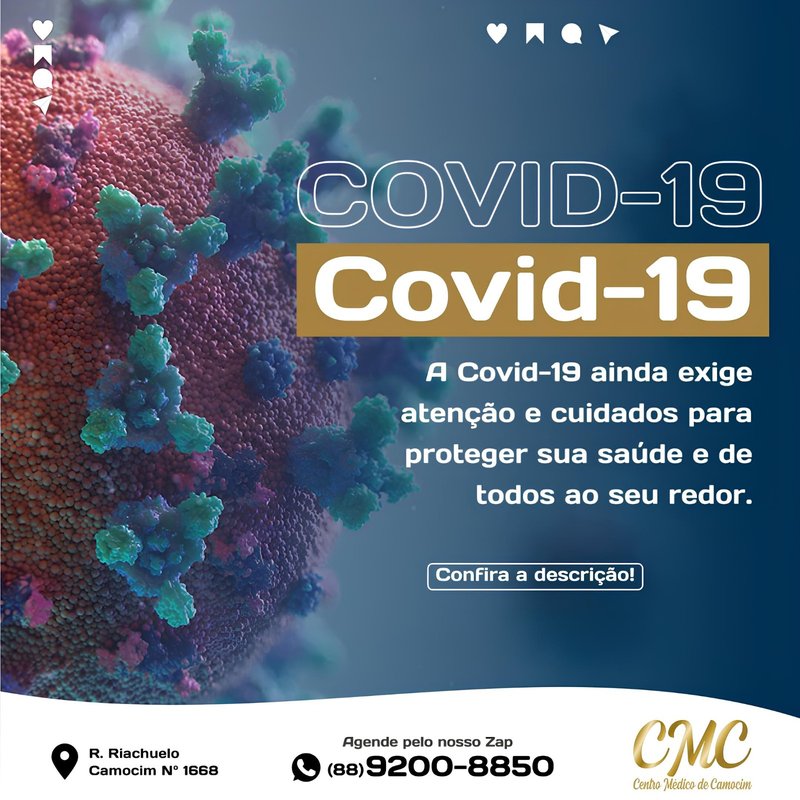 COVID-19
Covid-19
A Covid-19 ainda exige
atenção e cuidados para
proteger sua saúde e de
todos ao seu redor.
Confira a descrição!
R. Riachuelo
Camocim Nº 1668
Agende pelo nosso Zap
(88)9200-8850
CMC
Centro Médico de Camocim